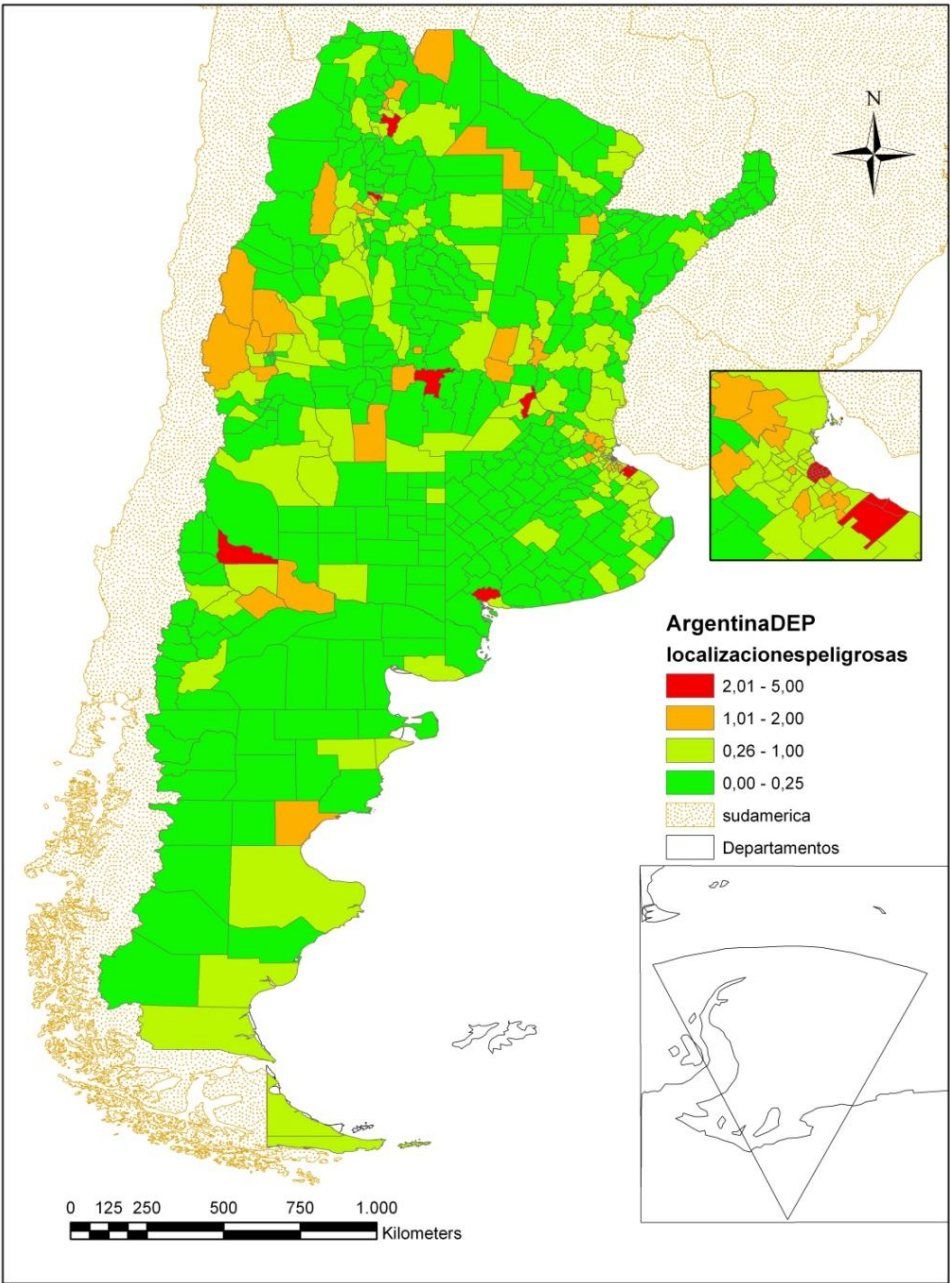 N
ArgentinaDEP
localizacionespeligrosas
2,01 - 5,00
1,01 - 2,00
0,26 - 1,00
0,00 - 0,25
sudamerica
Departamentos
0 125 250 500 750 1.000
Kilometers